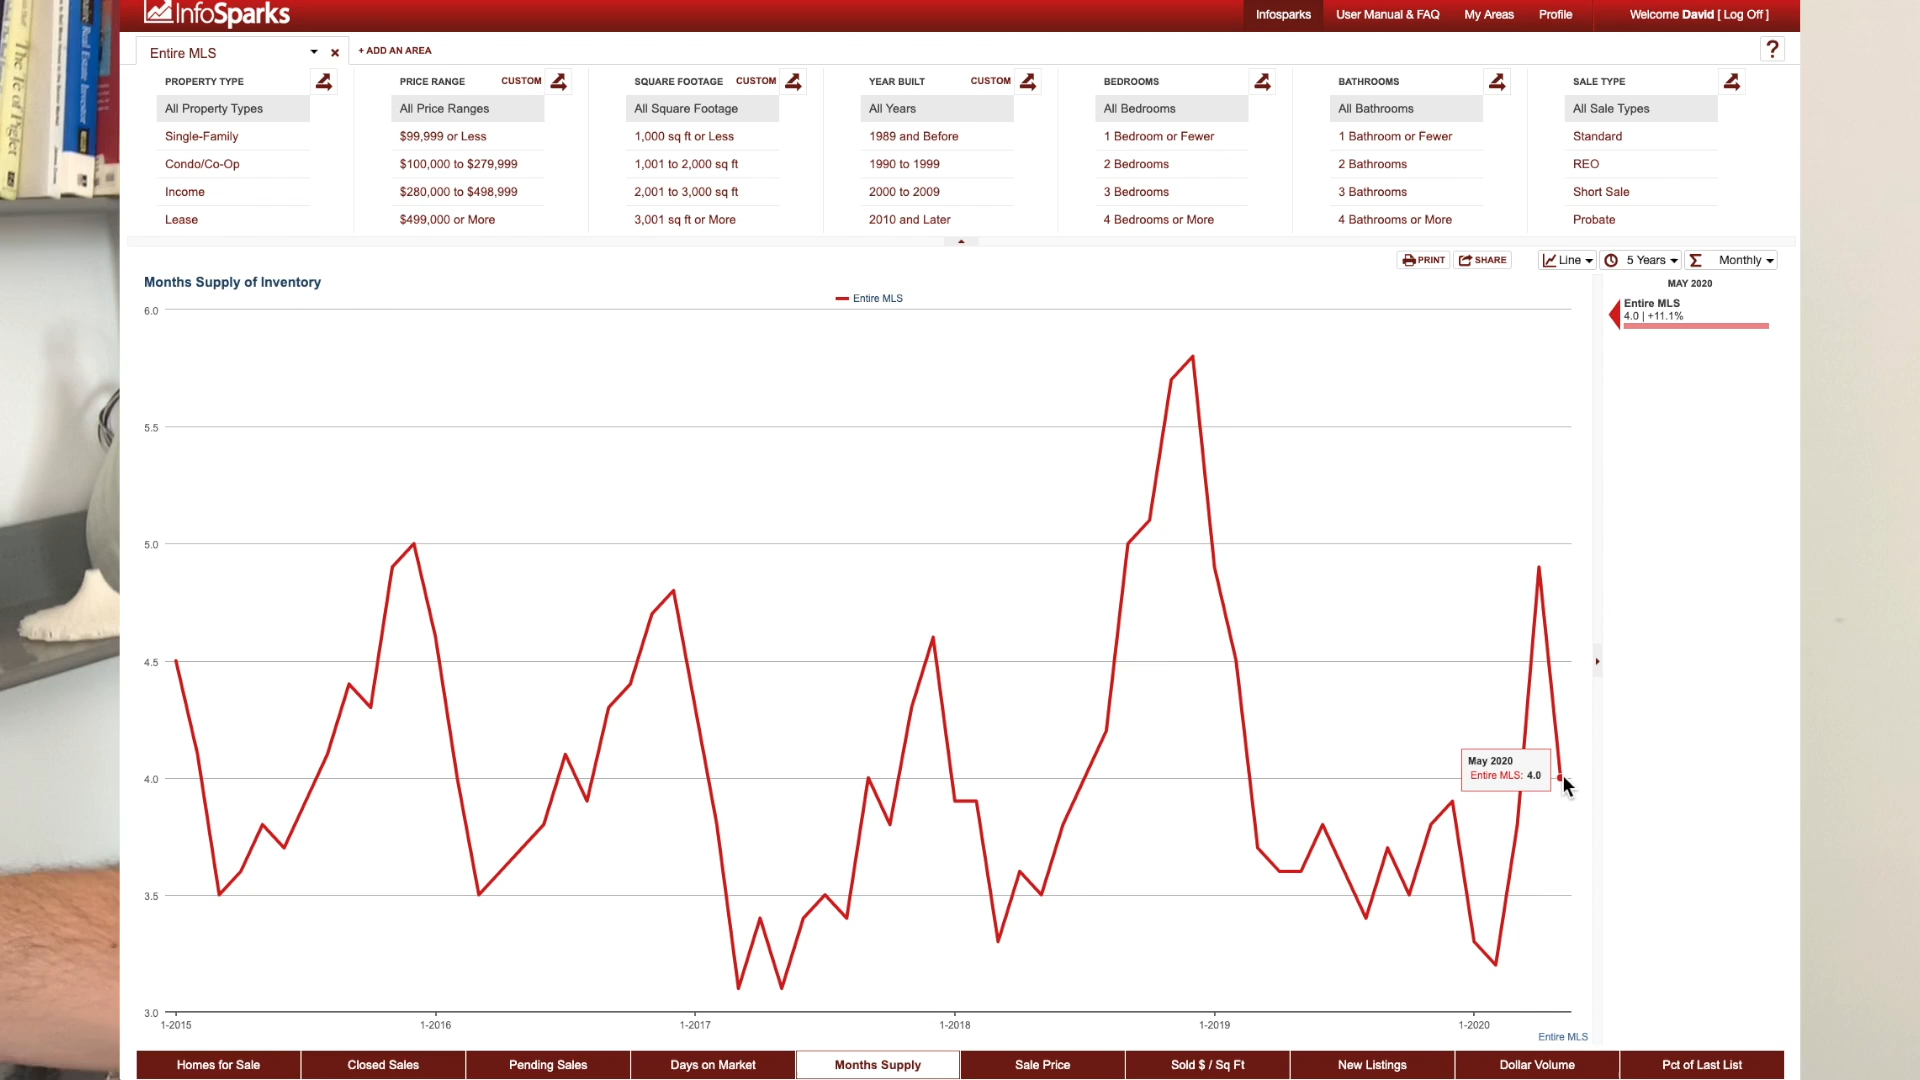 InfoSparks
Infosparks User Manual & FAQ My Areas Profile Welcome David [ Log Off ]
Entire MLS
+ ADD AN AREA
?
PROPERTY TYPE
All Property Types
Single-Family
Condo/Co-Op
Income
Lease
PRICE RANGE CUSTOM
All Price Ranges
$99,999 or Less
$100,000 to $279,999
$280,000 to $498,999
$499,000 or More
SQUARE FOOTAGE CUSTOM
All Square Footage
1,000 sq ft or Less
1,001 to 2,000 sq ft
2,001 to 3,000 sq ft
3,001 sq ft or More
YEAR BUILT CUSTOM
All Years
1989 and Before
1990 to 1999
2000 to 2009
2010 and Later
BEDROOMS
All Bedrooms
1 Bedroom or Fewer
2 Bedrooms
3 Bedrooms
4 Bedrooms or More
BATHROOMS
All Bathrooms
1 Bathroom or Fewer
2 Bathrooms
3 Bathrooms
4 Bathrooms or More
SALE TYPE
All Sale Types
Standard
REO
Short Sale
Probate
PRINT SHARE Line 5 Years Σ Monthly
Months Supply of Inventory
Entire MLS
MAY 2020
Entire MLS
4.0 | +11.1%
6.0
5.5
5.0
4.5
4.0
3.5
3.0
May 2020
Entire MLS: 4.0
1-2015 1-2016 1-2017 1-2018 1-2019 1-2020
Entire MLS
Homes for Sale Closed Sales Pending Sales Days on Market Months Supply Sale Price Sold $ / Sq Ft New Listings Dollar Volume Pct of Last List
The Te of Piglet
Real Estate Investor